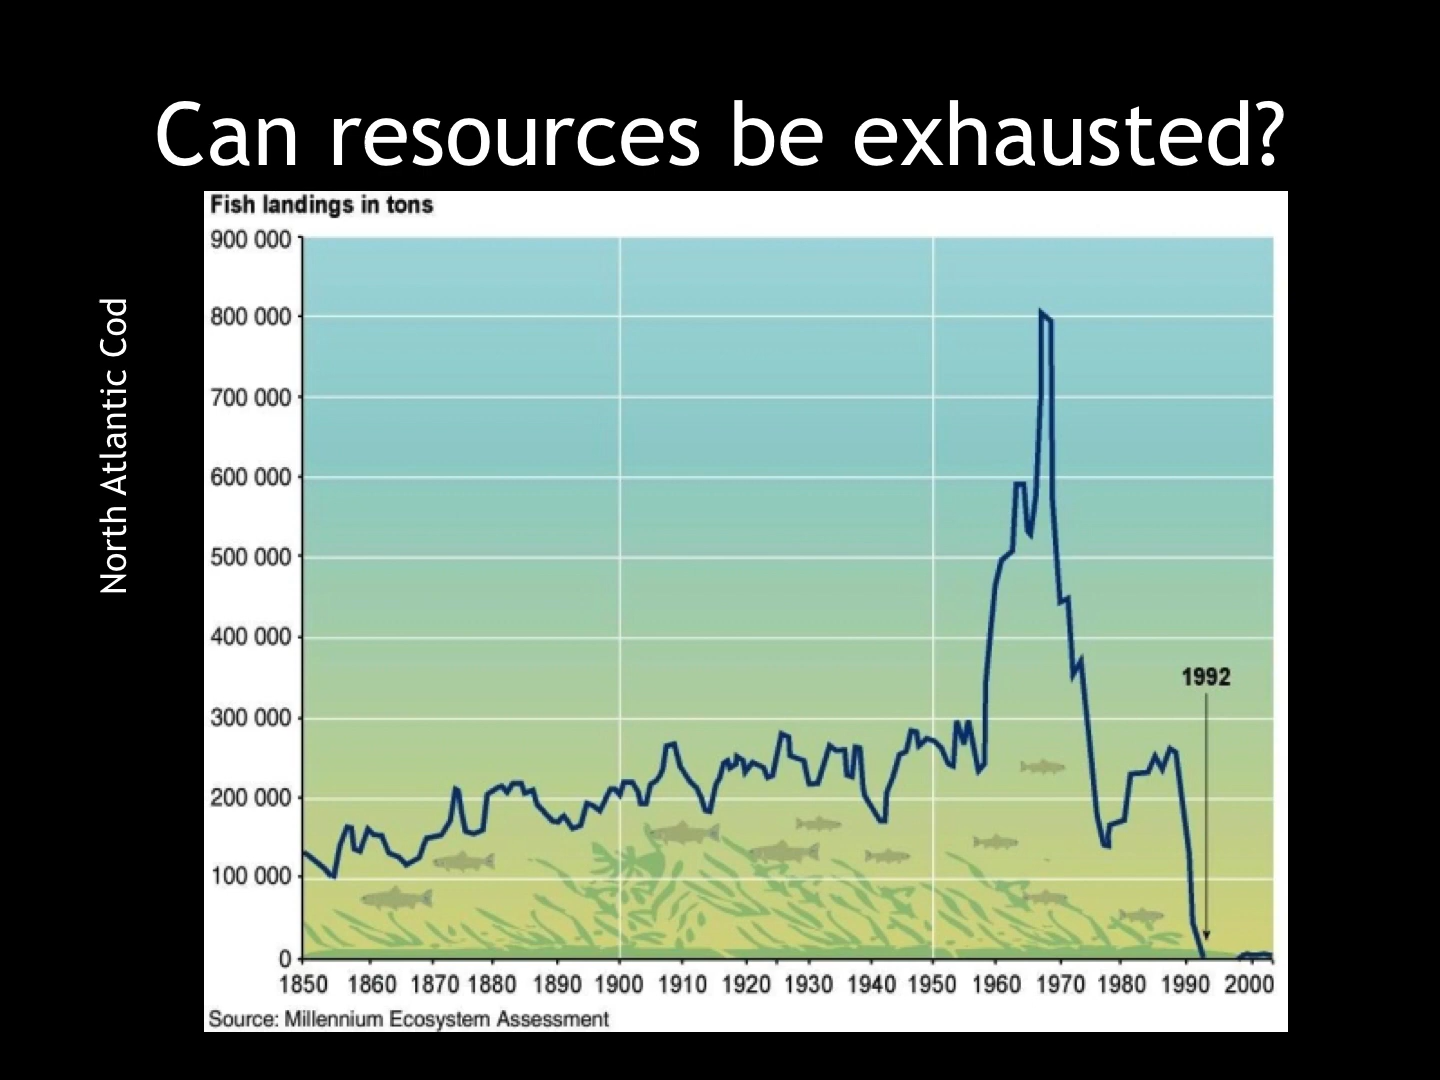 Can resources be exhausted?
North Atlantic Cod
Fish landings in tons
900 000
800 000
700 000
600 000
500 000
400 000
300 000
200 000
100 000
0
1992
1850 1860 1870 1880 1890 1900 1910 1920 1930 1940 1950 1960 1970 1980 1990 2000
Source: Millennium Ecosystem Assessment